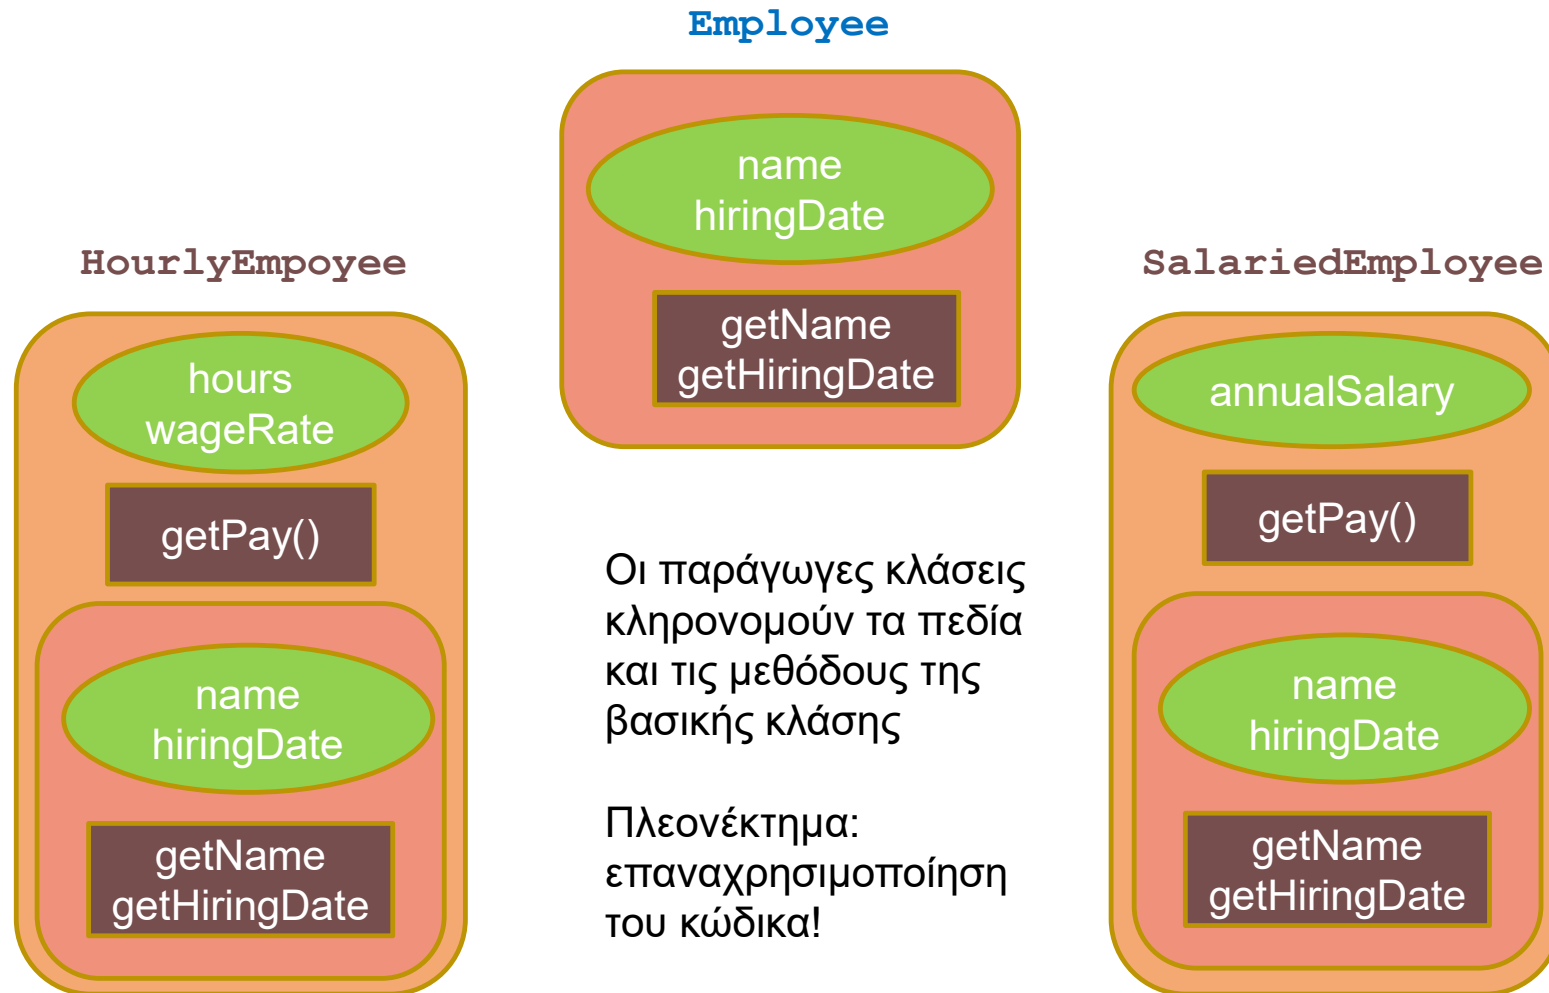 Employee
name
hiringDate
getName
getHiringDate
HourlyEmpoyee
hours
wageRate
getPay()
name
hiringDate
getName
getHiringDate
Οι παράγωγες κλάσεις
κληρονομούν τα πεδία
και τις μεθόδους της
βασικής κλάσης
Πλεονέκτημα:
επαναχρησιμοποίηση
του κώδικα!
SalariedEmployee
annualSalary
getPay()
name
hiringDate
getName
getHiringDate